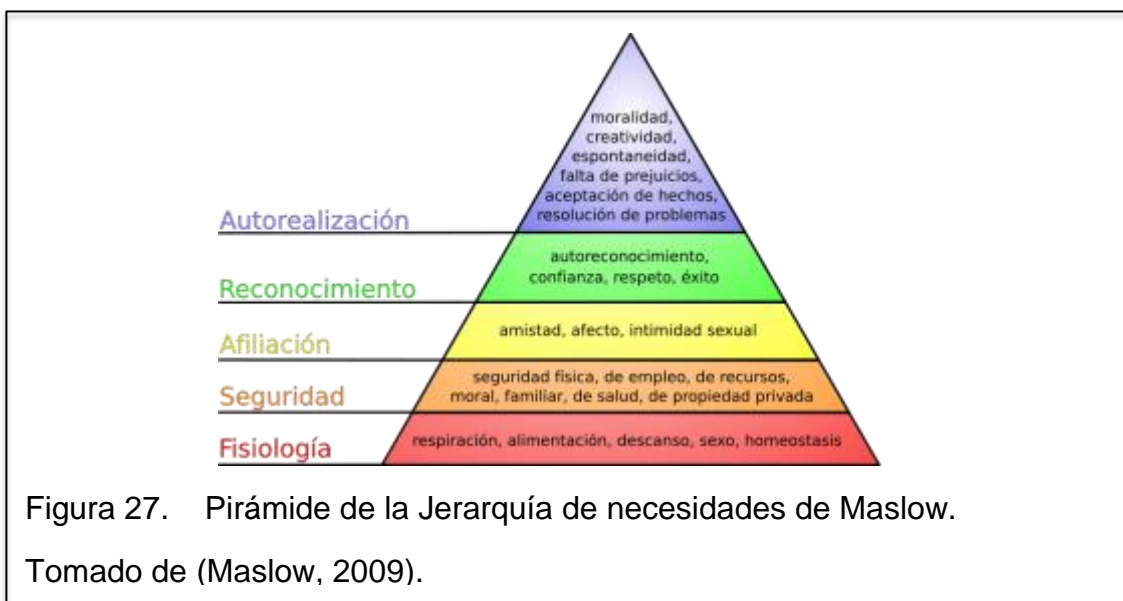 moralidad,
creatividad,
espontaneidad,
falta de prejuicios,
aceptación de hechos,
resolución de problemas
Autorealización
autoreconocimiento,
confianza, respeto, éxito
Reconocimiento
amistad, afecto, intimidad sexual
Afiliación
seguridad física, de empleo, de recursos,
moral, familiar, de salud, de propiedad privada
Seguridad
respiración, alimentación, descanso, sexo, homeostasis
Fisiología
Figura 27. Pirámide de la Jerarquía de necesidades de Maslow.
Tomado de (Maslow, 2009).